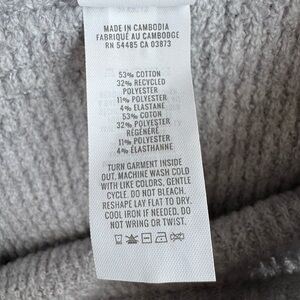 MADE IN CAMBODIA
FABRIQUÉ AU CAMBODGE
RN 54485 CA 03873
53% COTTON
32% RECYCLED
POLYESTER
11% POLYESTER
4% ELASTANE
53% COTON
32% POLYESTER
RÉGÉNÉRÉ
11% POLYESTER
4% ÉLASTHANNE
TURN GARMENT INSIDE
OUT. MACHINE WASH COLD
WITH LIKE COLORS, GENTLE
CYCLE. DO NOT BLEACH.
RESHAPE LAY FLAT TO DRY.
COOL IRON IF NEEDED. DO
NOT WRING OR TWIST.